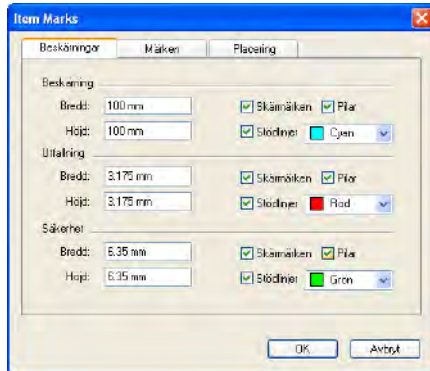 Item Marks
Beskärningar Märken Placering
Beskärning
Bredd: 100 mm Skärmärken Pilar
Höjd: 100 mm Stödlinjer Cyan
Utfallning
Bredd: 3.175 mm Skärmärken Pilar
Höjd: 3.175 mm Stödlinjer Röd
Säkerhet
Bredd: 6.35 mm Skärmärken Pilar
Höjd: 6.35 mm Stödlinjer Grön
OK Avbryt